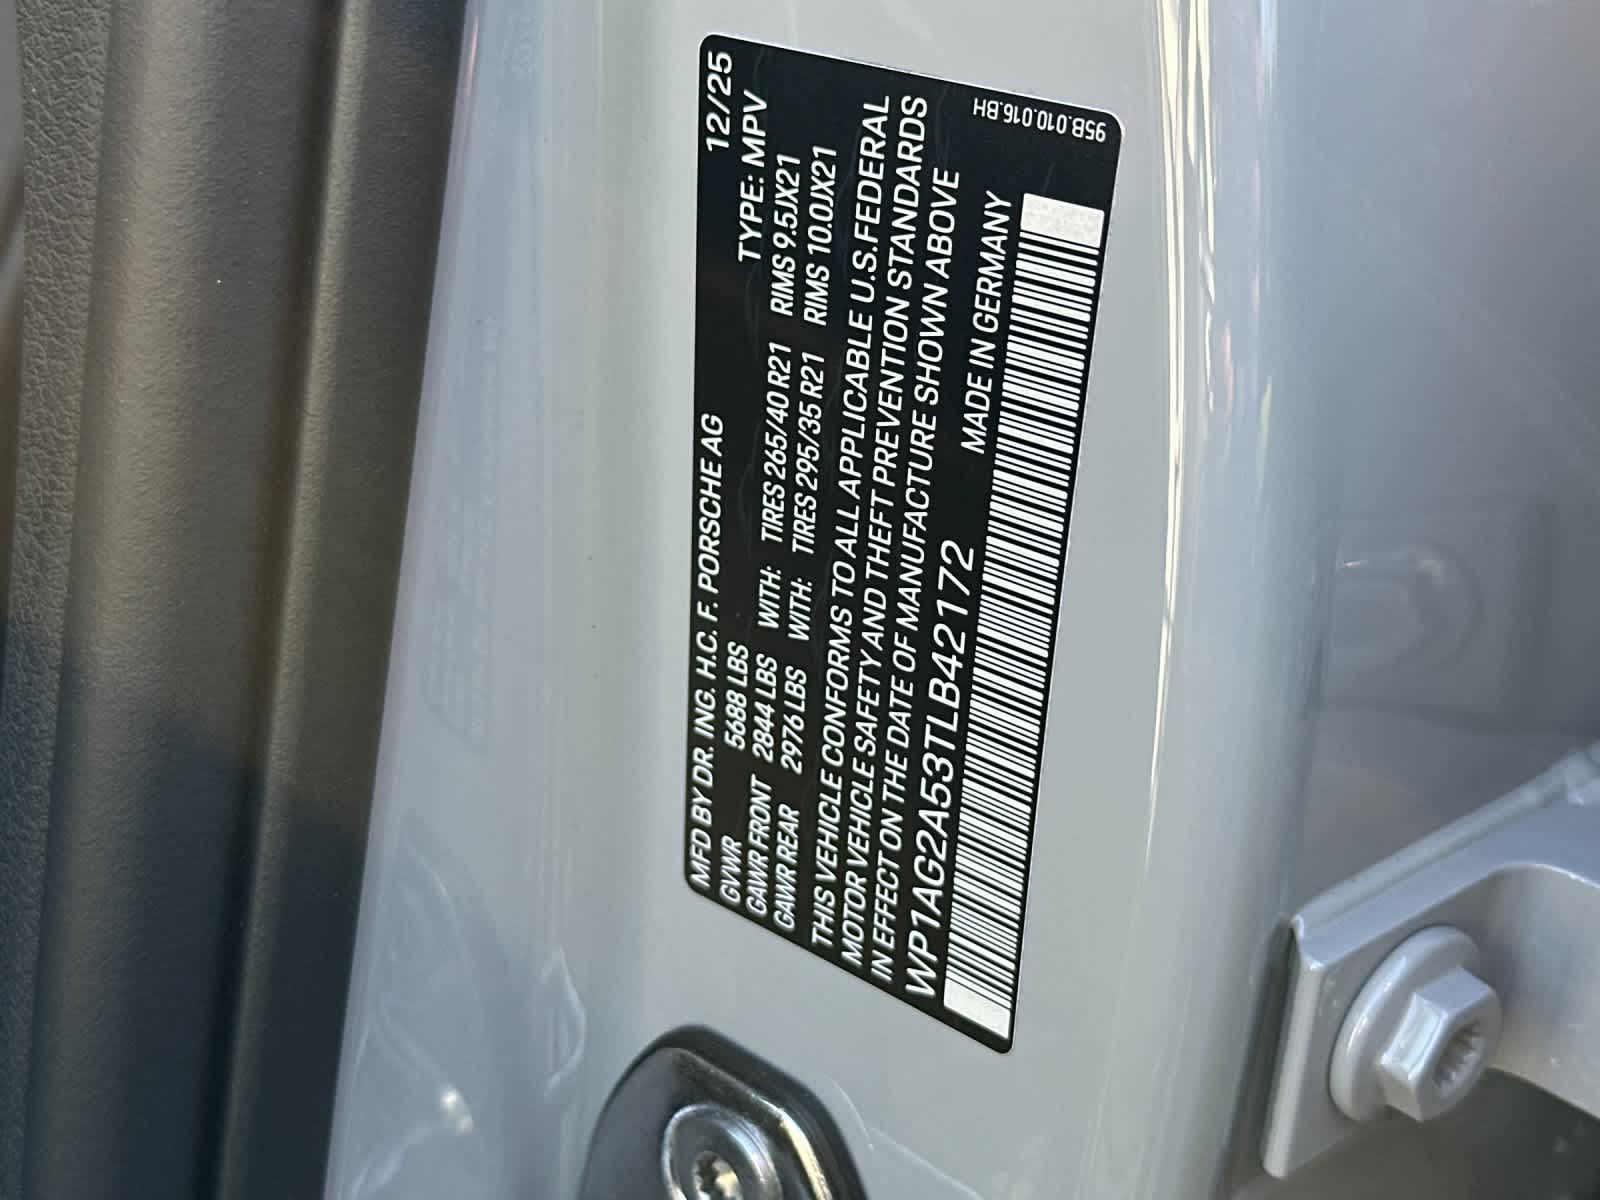 MFD BY DR. ING. H.C. F. PORSCHE AG 12/25
GVWR 5688 LBS TYPE: MPV
GAWR FRONT 2844 LBS WITH: TIRES 265/40 R21 RIMS 9.5JX21
GAWR REAR 2976 LBS WITH: TIRES 295/35 R21 RIMS 10.0JX21
THIS VEHICLE CONFORMS TO ALL APPLICABLE U.S.FEDERAL
MOTOR VEHICLE SAFETY AND THEFT PREVENTION STANDARDS
IN EFFECT ON THE DATE OF MANUFACTURE SHOWN ABOVE
WP1AG2A53TLB42172 MADE IN GERMANY
95B.010.016.BH